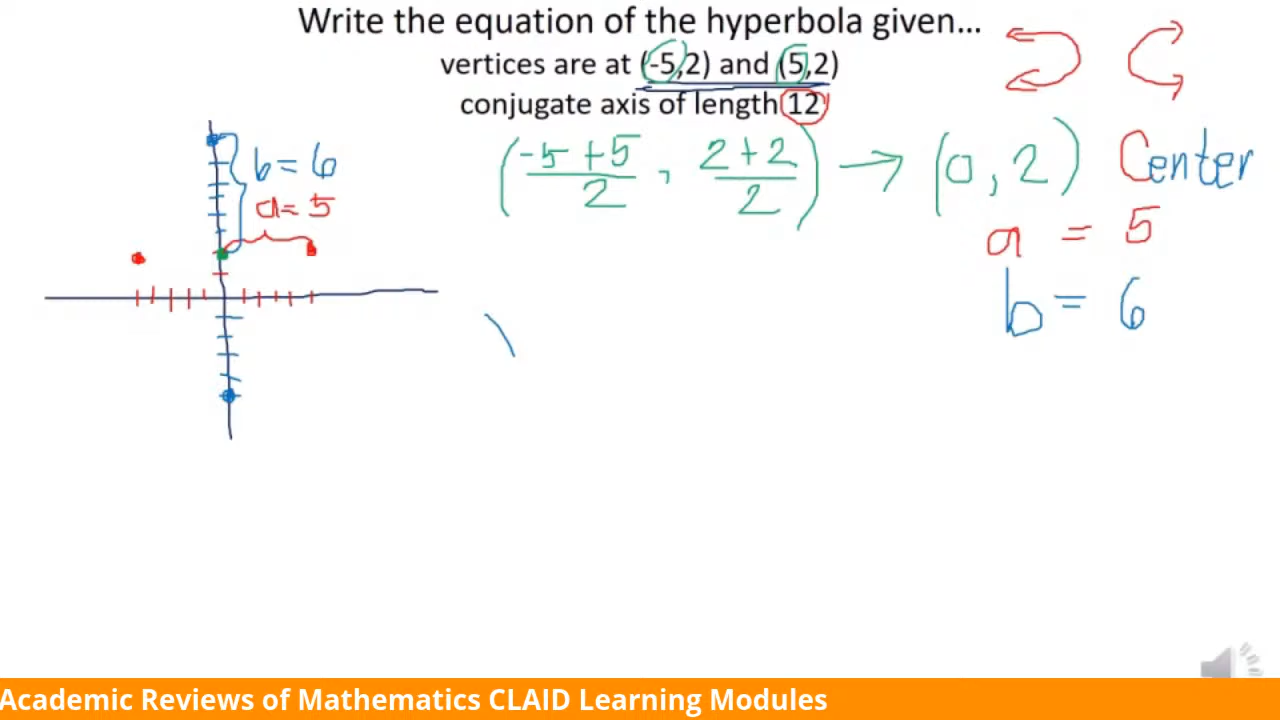 Write the equation of the hyperbola given...
vertices are at (-5,2) and (5,2)
conjugate axis of length 12
b = 6
a = 5
(-5+5/2, 2+2/2) → (0, 2) Center
a = 5
b = 6
Academic Reviews of Mathematics CLAID Learning Modules